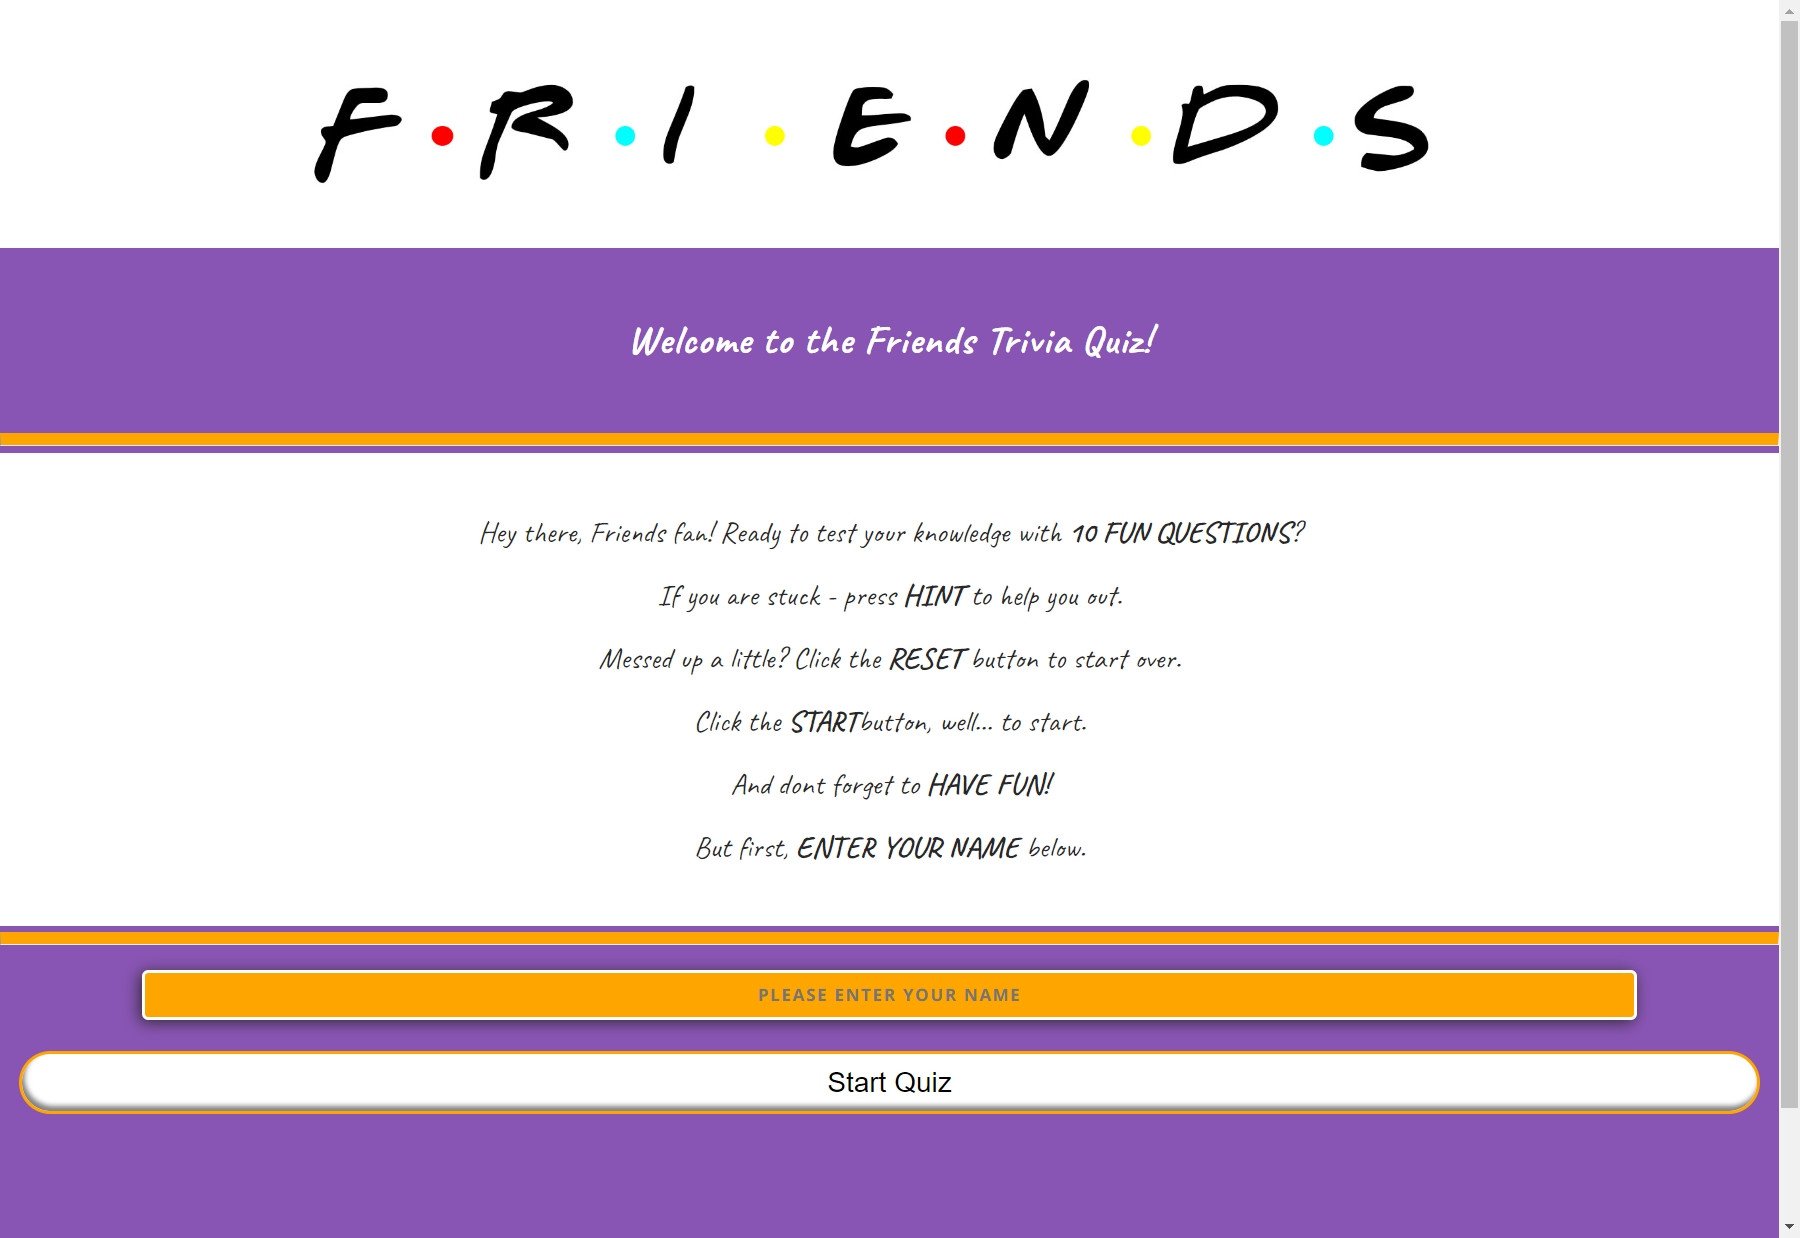 F•R•I•E•N•D•S
Welcome to the Friends Trivia Quiz!
Hey there, Friends fan! Ready to test your knowledge with 10 FUN QUESTIONS?
If you are stuck - press HINT to help you out.
Messed up a little? Click the RESET button to start over.
Click the STARTbutton, well... to start.
And dont forget to HAVE FUN!
But first, ENTER YOUR NAME below.
PLEASE ENTER YOUR NAME
Start Quiz